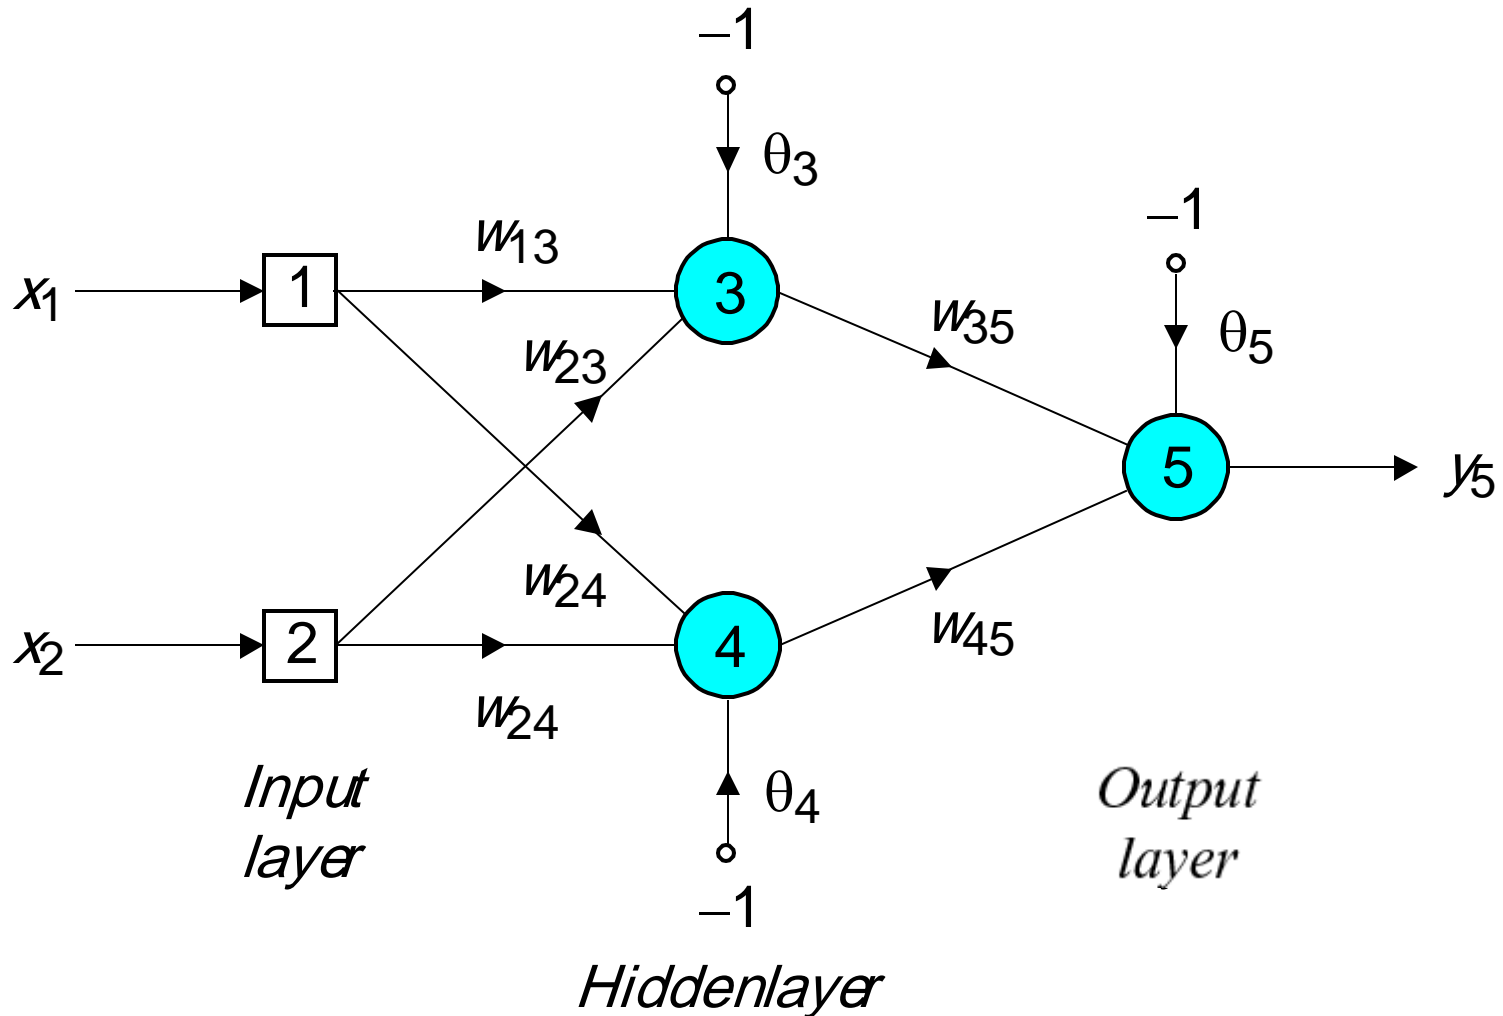 –1
θ3
–1
w13
x1
1
3
w35
θ5
w23
5
y5
w24
x2
2
4
w45
w24
Input
layer
θ4
Output
layer
–1
Hiddenlayer